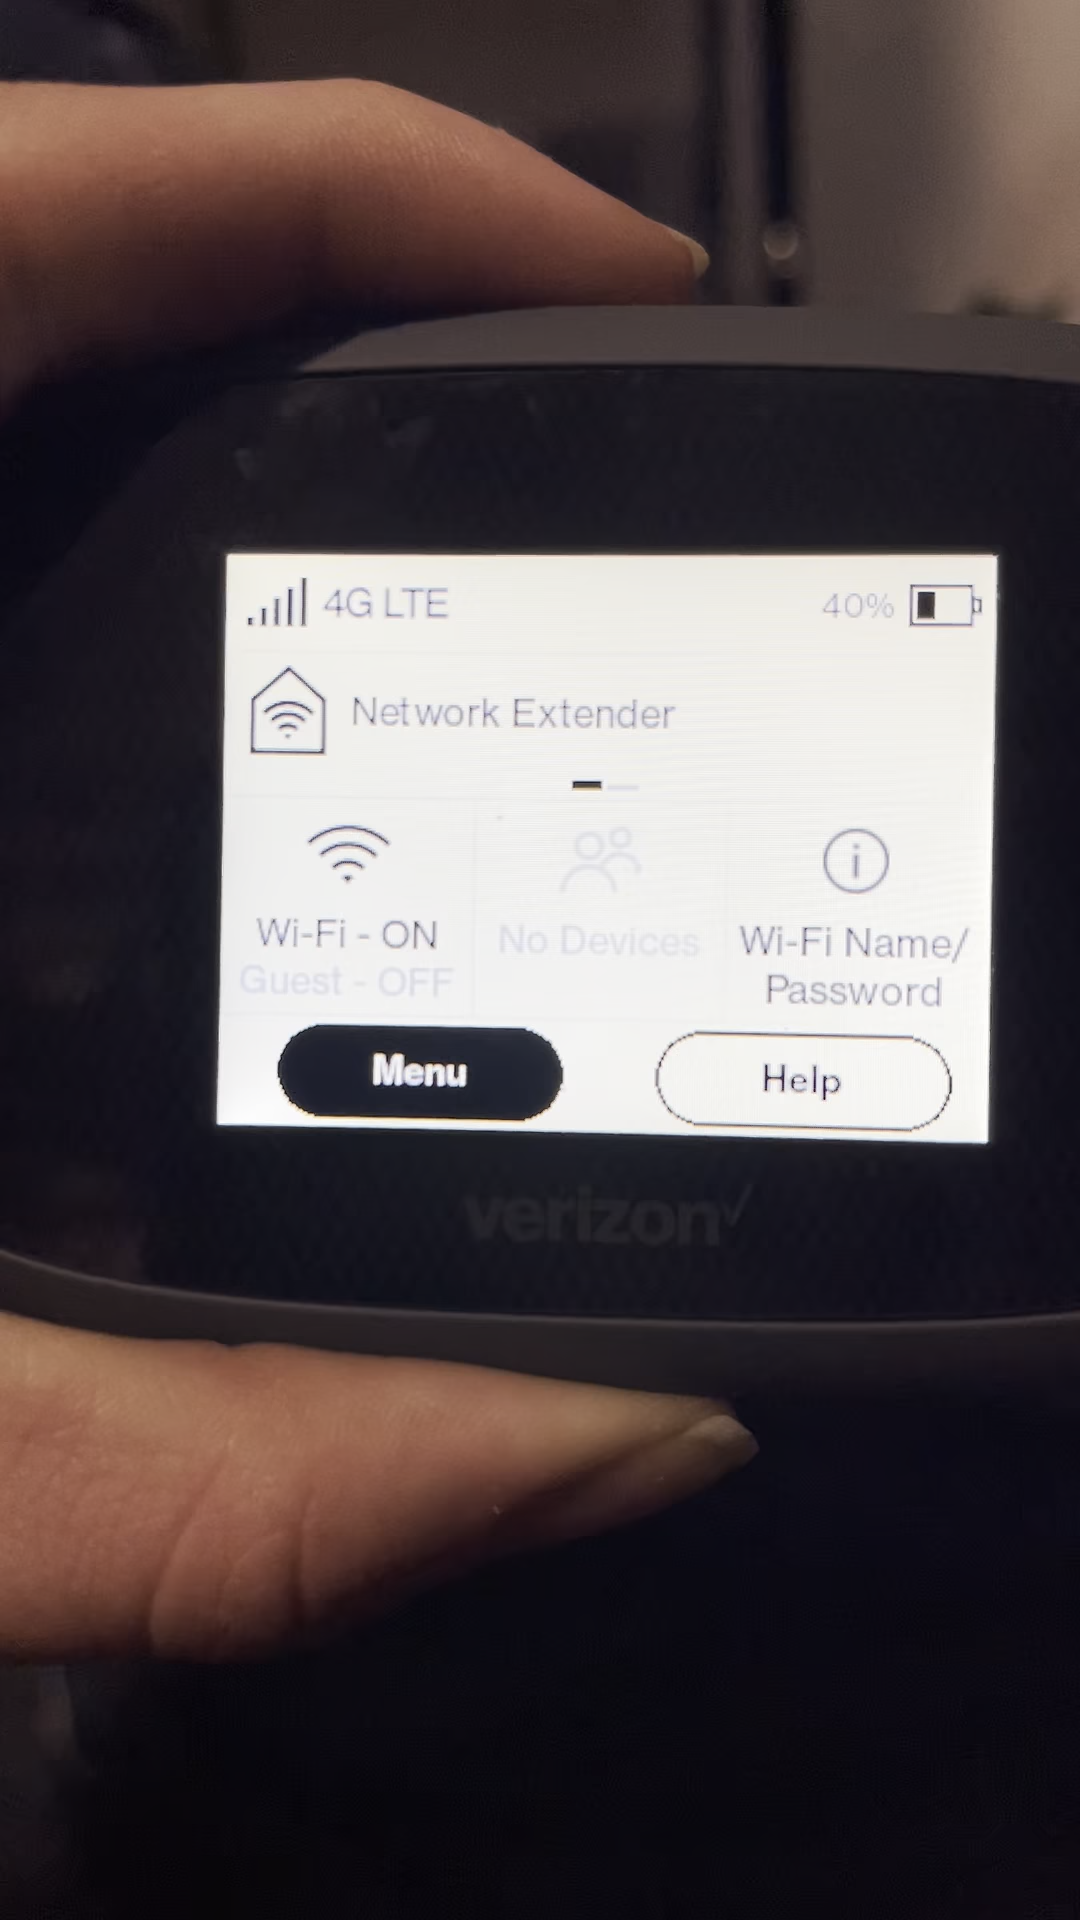 4G LTE 40%
Network Extender
Wi-Fi - ON
Guest - OFF
No Devices
Wi-Fi Name/
Password
Menu
Help
verizon✓